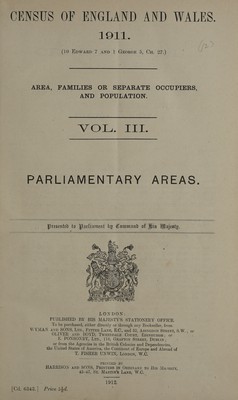 CENSUS OF ENGLAND AND WALES.
1911.
(10 EDWARD 7 AND 1 GEORGE 5, CH. 27.)
AREA, FAMILIES OR SEPARATE OCCUPIERS,
AND POPULATION.
VOL. III.
PARLIAMENTARY AREAS.
Presented to Parliament by Command of His Majesty.
LONDON:
PUBLISHED BY HIS MAJESTY'S STATIONERY OFFICE.
To be purchased, either directly or through any Bookseller, from
WYMAN AND SONS, LTD., FETTER LANE, E.C., and 32, ABINGDON STREET, S.W.; or
OLIVER AND BOYD, TWEEDDALE COURT, EDINBURGH; or
E. PONSONBY, LTD., 116, GRAFTON STREET, DUBLIN;
or from the Agencies in the British Colonies and Dependencies,
the United States of America, the Continent of Europe and Abroad of
T. FISHER UNWIN, LONDON, W.C.
PRINTED BY
HARRISON AND SONS, PRINTERS IN ORDINARY TO HIS MAJESTY,
45-47, ST. MARTIN'S LANE, W.C.
1912.
[Cd. 6343.] Price